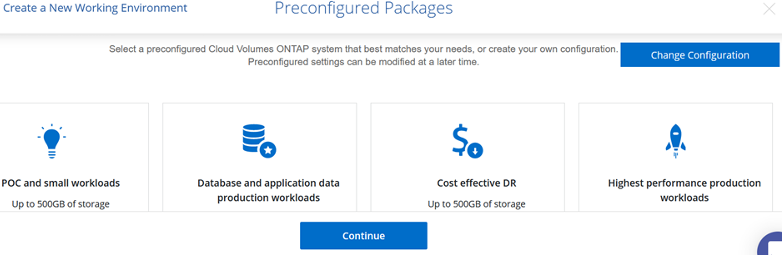 Create a New Working Environment
Preconfigured Packages
Select a preconfigured Cloud Volumes ONTAP system that best matches your needs, or create your own configuration.
Preconfigured settings can be modified at a later time.
Change Configuration
POC and small workloads
Up to 500GB of storage
Database and application data
production workloads
Cost effective DR
Up to 500GB of storage
Highest performance production
workloads
Continue